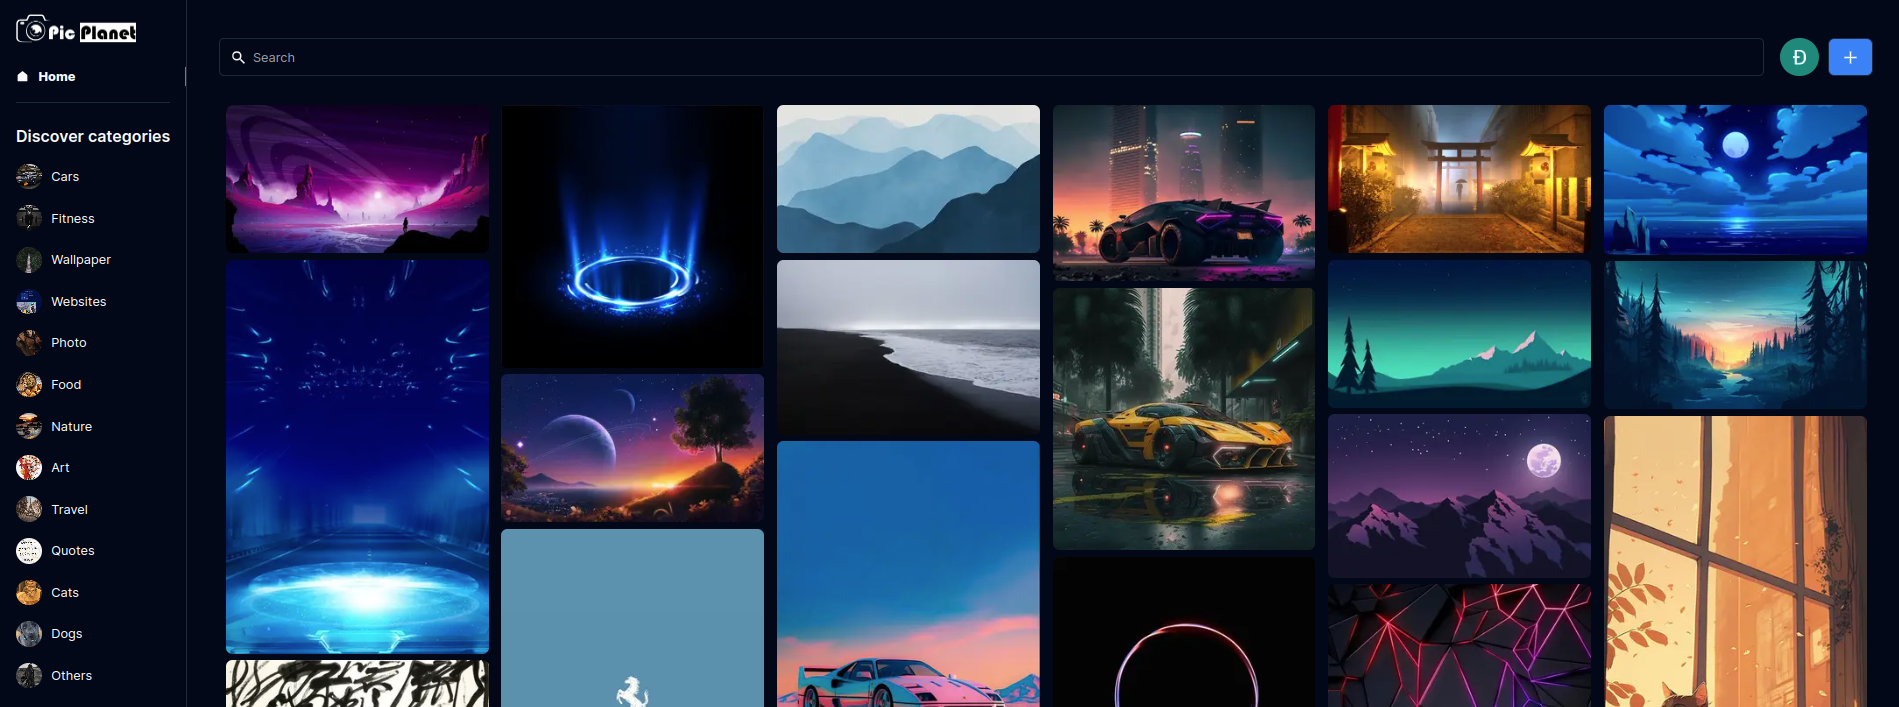 Pic Planet
Search
Đ
Home
Discover categories
Cars
Fitness
Wallpaper
Websites
Photo
Food
Nature
Art
Travel
Quotes
Cats
Dogs
Others